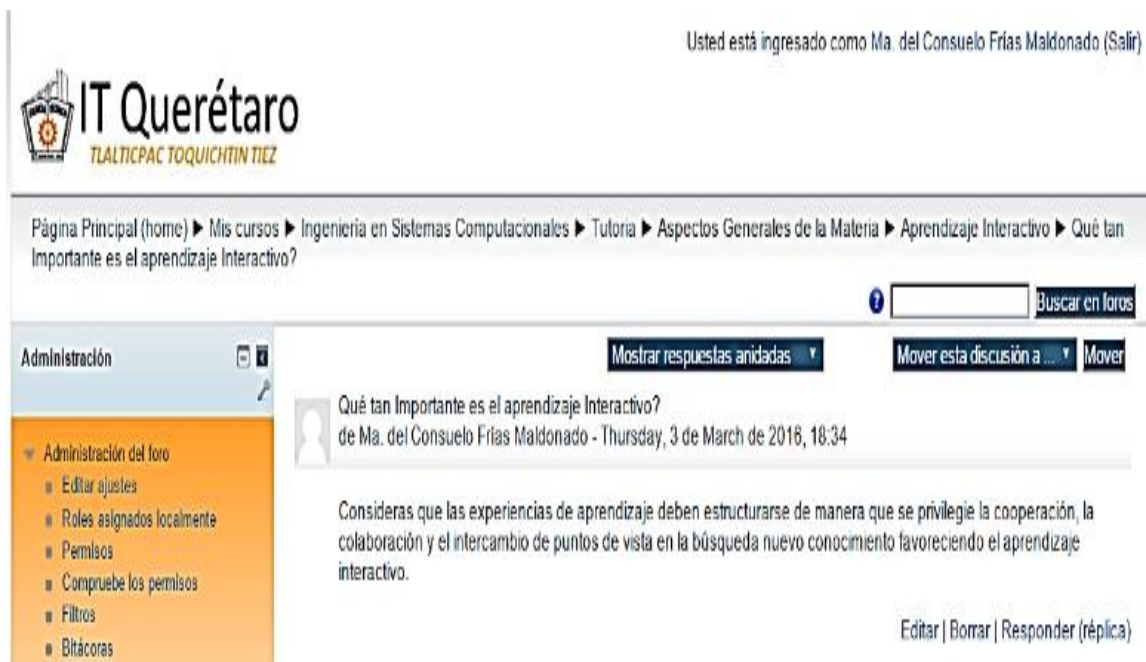 Usted está ingresado como Ma. del Consuelo Frías Maldonado (Salir)
IT Querétaro
TLALTICPAC TOQUICHTIN TIEZ
Página Principal (home) ▶ Mis cursos ▶ Ingeniería en Sistemas Computacionales ▶ Tutoria ▶ Aspectos Generales de la Materia ▶ Aprendizaje Interactivo ▶ Qué tan
Importante es el aprendizaje Interactivo?
Buscar en foros
Administración
Mostrar respuestas anidadas
Mover esta discusión a ...
Mover
Qué tan Importante es el aprendizaje Interactivo?
de Ma. del Consuelo Frías Maldonado - Thursday, 3 de March de 2016, 18:34
Administración del foro
Editar ajustes
Roles asignados localmente
Permisos
Compruebe los permisos
Filtros
Bitácoras
Consideras que las experiencias de aprendizaje deben estructurarse de manera que se privilegie la cooperación, la
colaboración y el intercambio de puntos de vista en la búsqueda nuevo conocimiento favoreciendo el aprendizaje
interactivo.
Editar | Borrar | Responder (réplica)